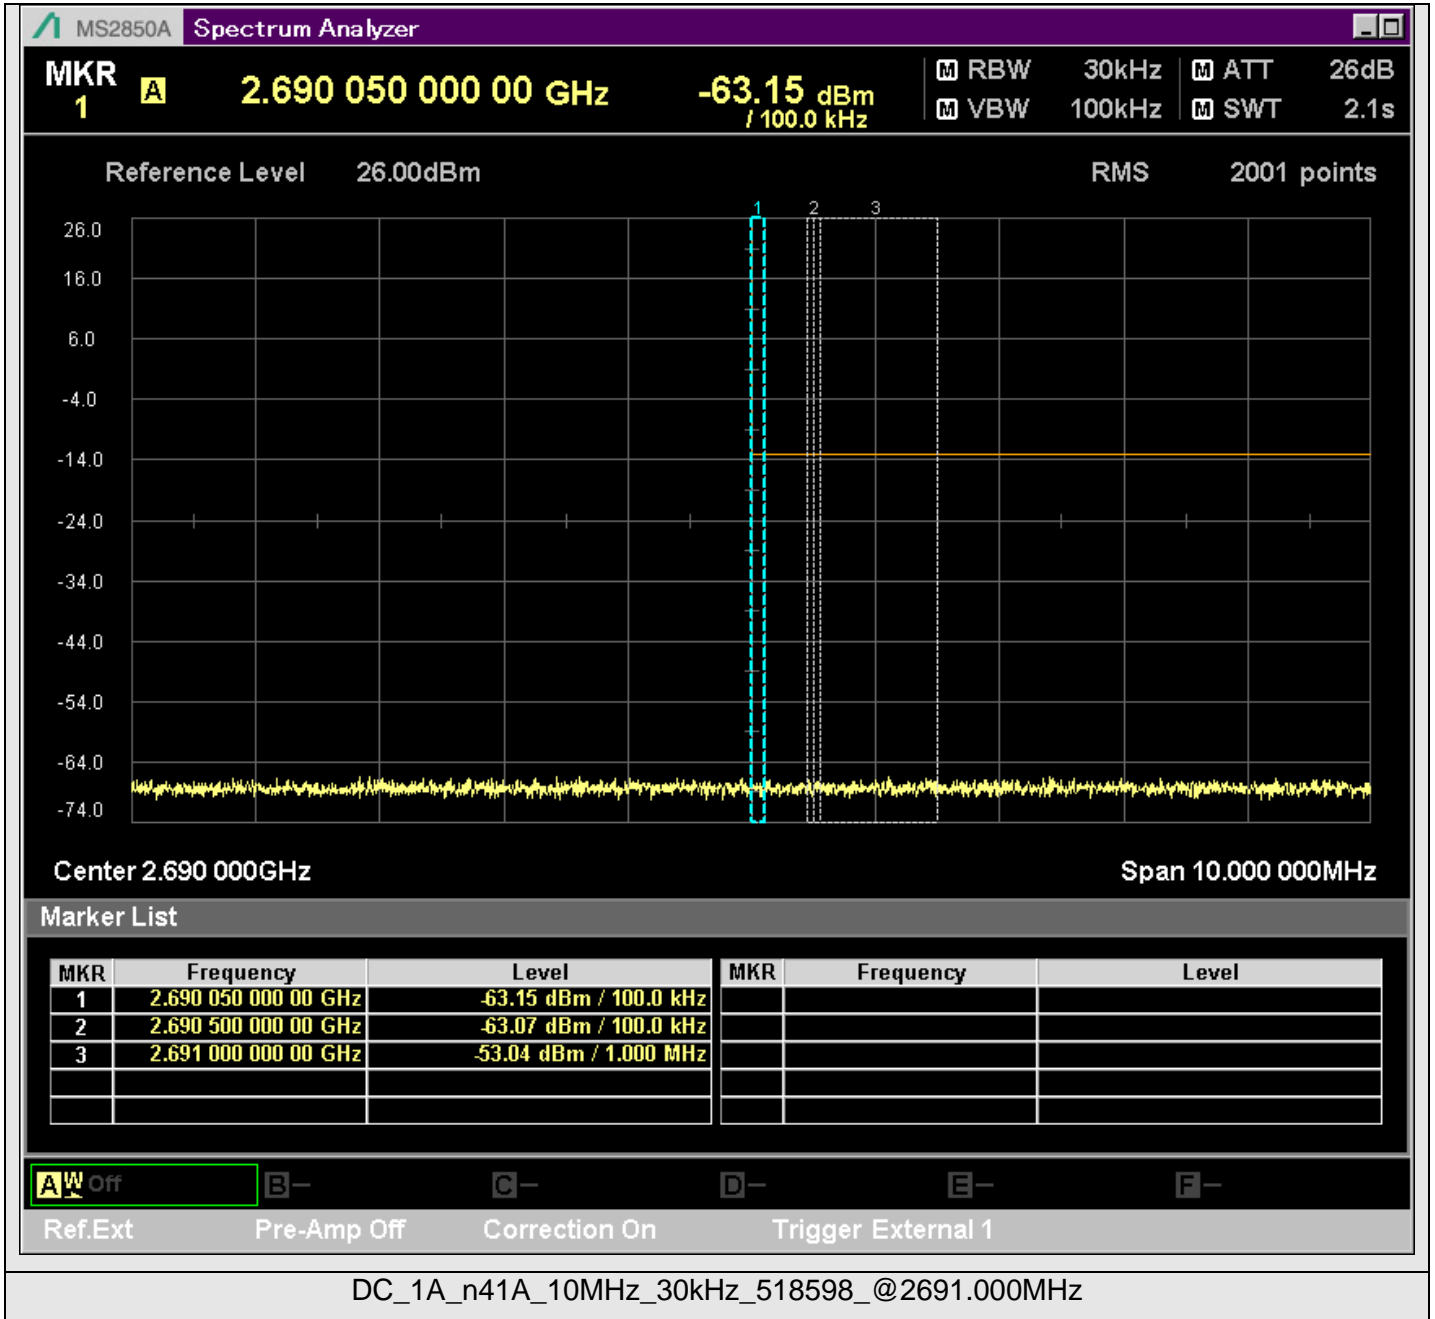 MS2850A Spectrum Analyzer
MKR 1 A 2.690 050 000 00 GHz -63.15 dBm / 100.0 kHz
M RBW 30kHz M ATT 26dB
M VBW 100kHz M SWT 2.1s
Reference Level 26.00dBm RMS 2001 points
1 2 3
26.0
16.0
6.0
-4.0
-14.0
-24.0
-34.0
-44.0
-54.0
-64.0
-74.0
Center 2.690 000GHz Span 10.000 000MHz
Marker List
MKR Frequency Level MKR Frequency Level
1 2.690 050 000 00 GHz -63.15 dBm / 100.0 kHz
2 2.690 500 000 00 GHz -63.07 dBm / 100.0 kHz
3 2.691 000 000 00 GHz -53.04 dBm / 1.000 MHz
A W Off B- C- D- E- F-
Ref.Ext Pre-Amp Off Correction On Trigger External 1
DC_1A_n41A_10MHz_30kHz_518598_@2691.000MHz